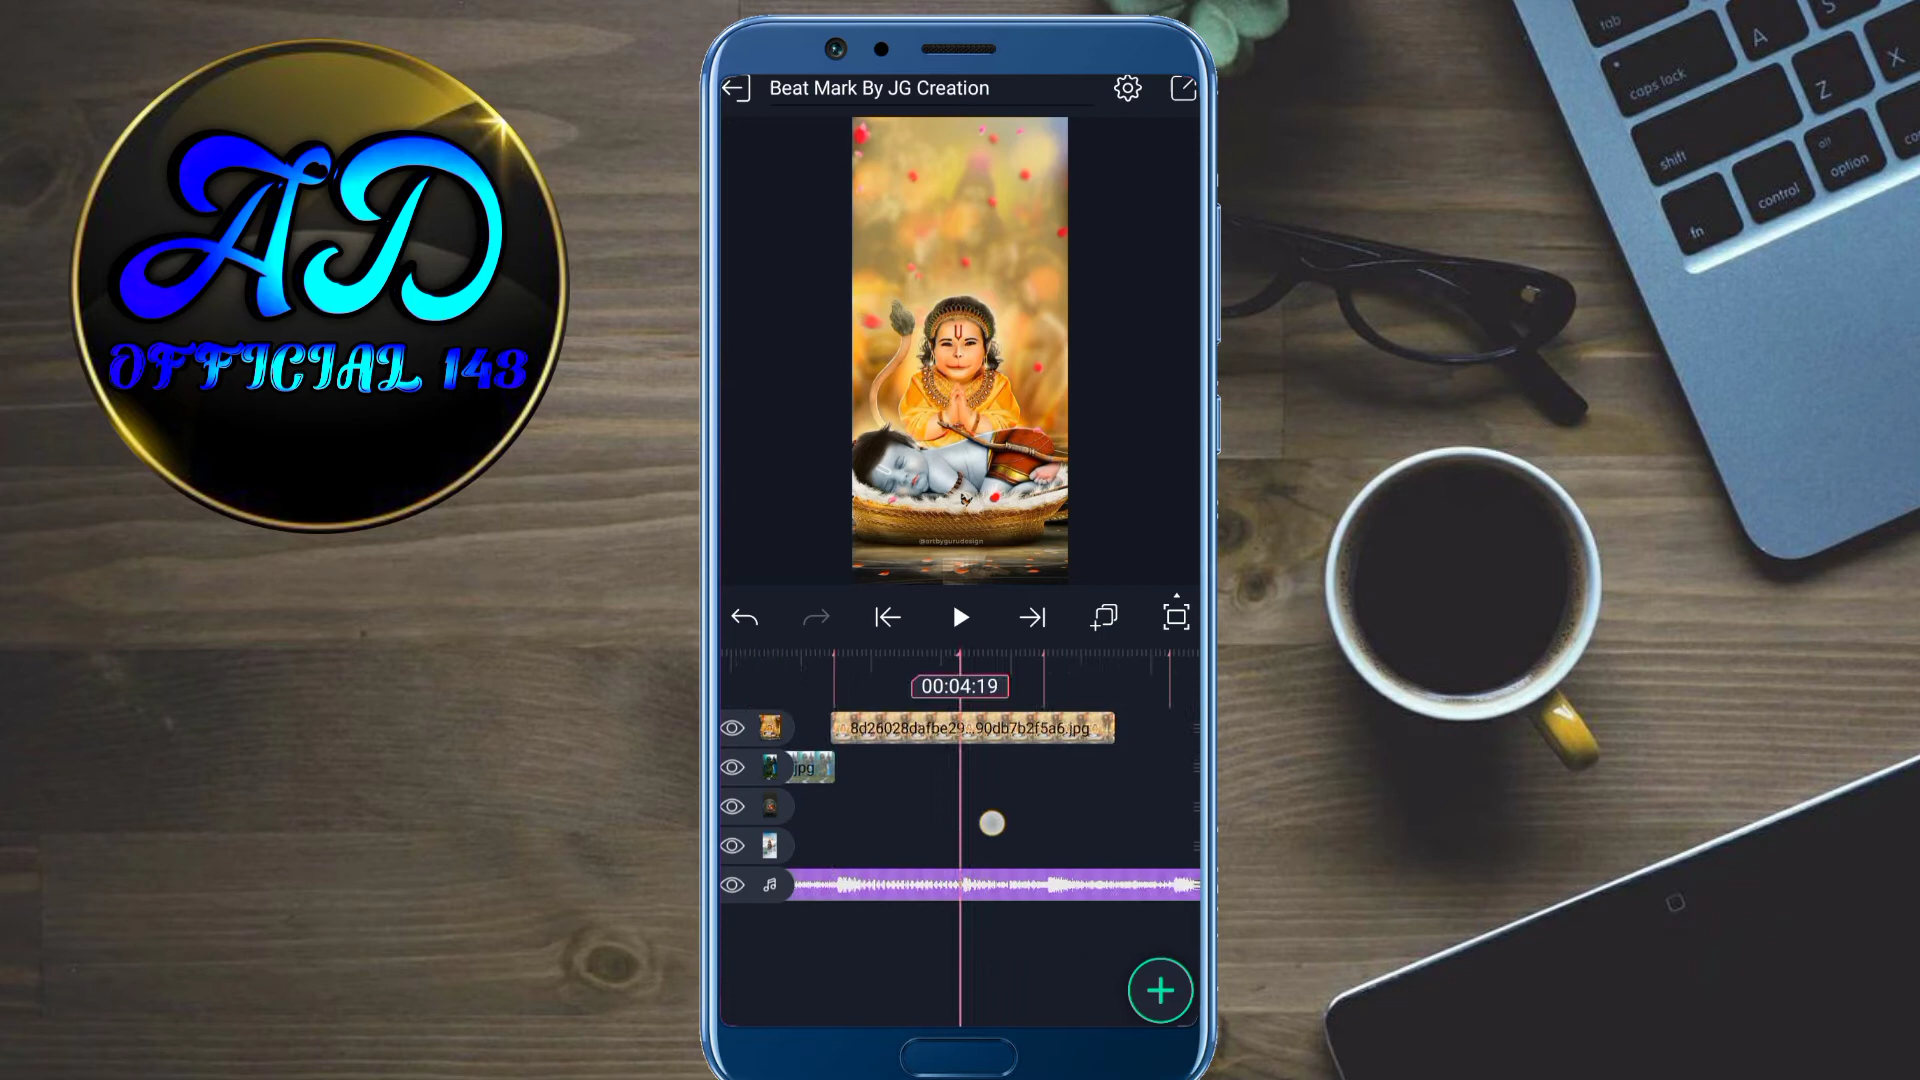 AD
OFFICIAL 143
Beat Mark By JG Creation
@artbygurudesign
00:04:19
8d26028dafbe29...90db7b2f5a6.jpg
jpg
tab
A
S
caps lock
Z
X
shift
alt
option
control
fn